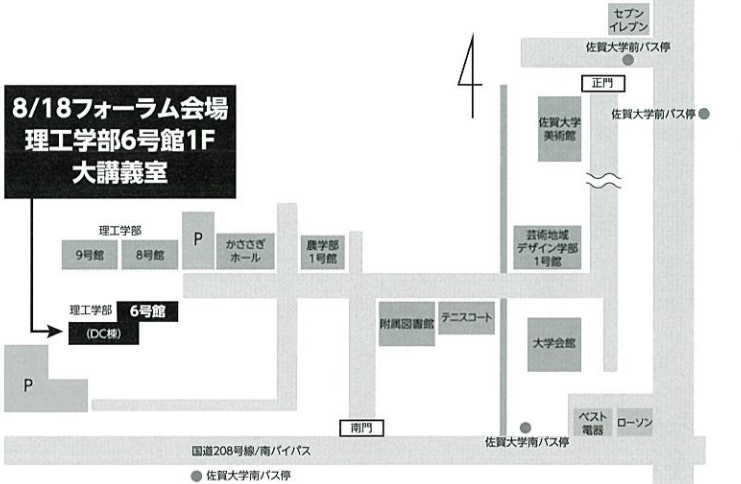 セブン
イレブン
佐賀大学前バス停
正門
佐賀大学前バス停
8/18フォーラム会場
理工学部6号館1F
大講義室
佐賀大学
美術館
理工学部
9号館
8号館
P
かささぎ
ホール
農学部
1号館
芸術地域
デザイン学部
1号館
理工学部
6号館
(DC棟)
附属図書館
テニスコート
大学会館
P
南門
ベスト
電器
ローソン
佐賀大学南バス停
国道208号線/南バイパス
佐賀大学南バス停